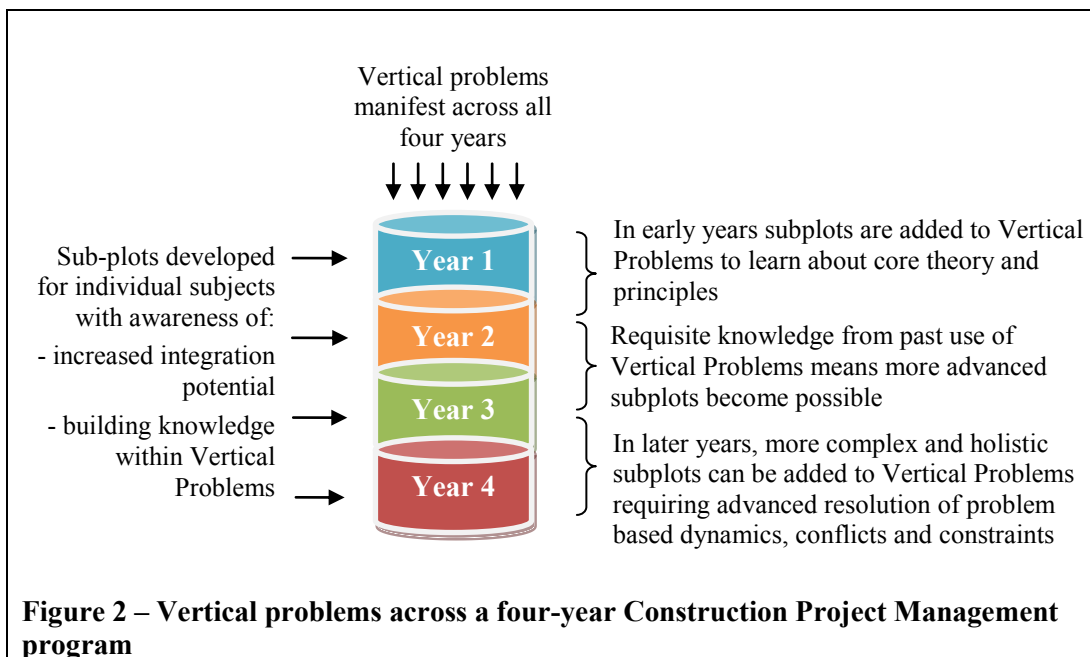 Vertical problems
manifest across all
four years
Sub-plots developed
for individual subjects
with awareness of:
- increased integration
potential
- building knowledge
within Vertical
Problems
Year 1
Year 2
Year 3
Year 4
In early years subplots are added to Vertical
Problems to learn about core theory and
principles
Requisite knowledge from past use of
Vertical Problems means more advanced
subplots become possible
In later years, more complex and holistic
subplots can be added to Vertical Problems
requiring advanced resolution of problem
based dynamics, conflicts and constraints
Figure 2 – Vertical problems across a four-year Construction Project Management
program